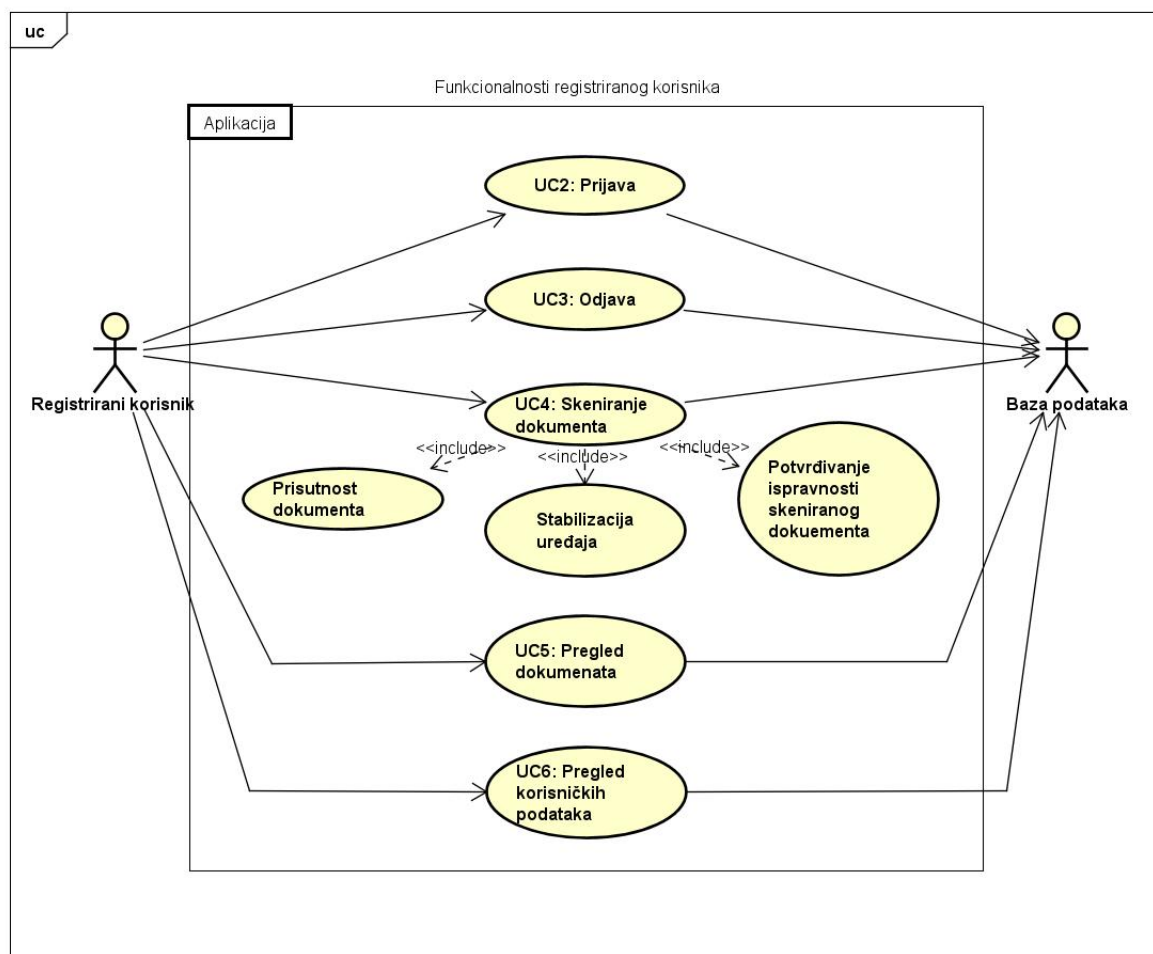 uc
Funkcionalnosti registriranog korisnika
Aplikacija
UC2: Prijava
UC3: Odjava
Registrirani korisnik
Baza podataka
UC4: Skeniranje
dokumenta
<<include>>
<<include>>
<<include>>
Prisutnost
dokumenta
Stabilizacija
uređaja
Potvrđivanje
ispravnosti
skeniranog
dokuementa
UC5: Pregled
dokumenata
UC6: Pregled
korisničkih
podataka